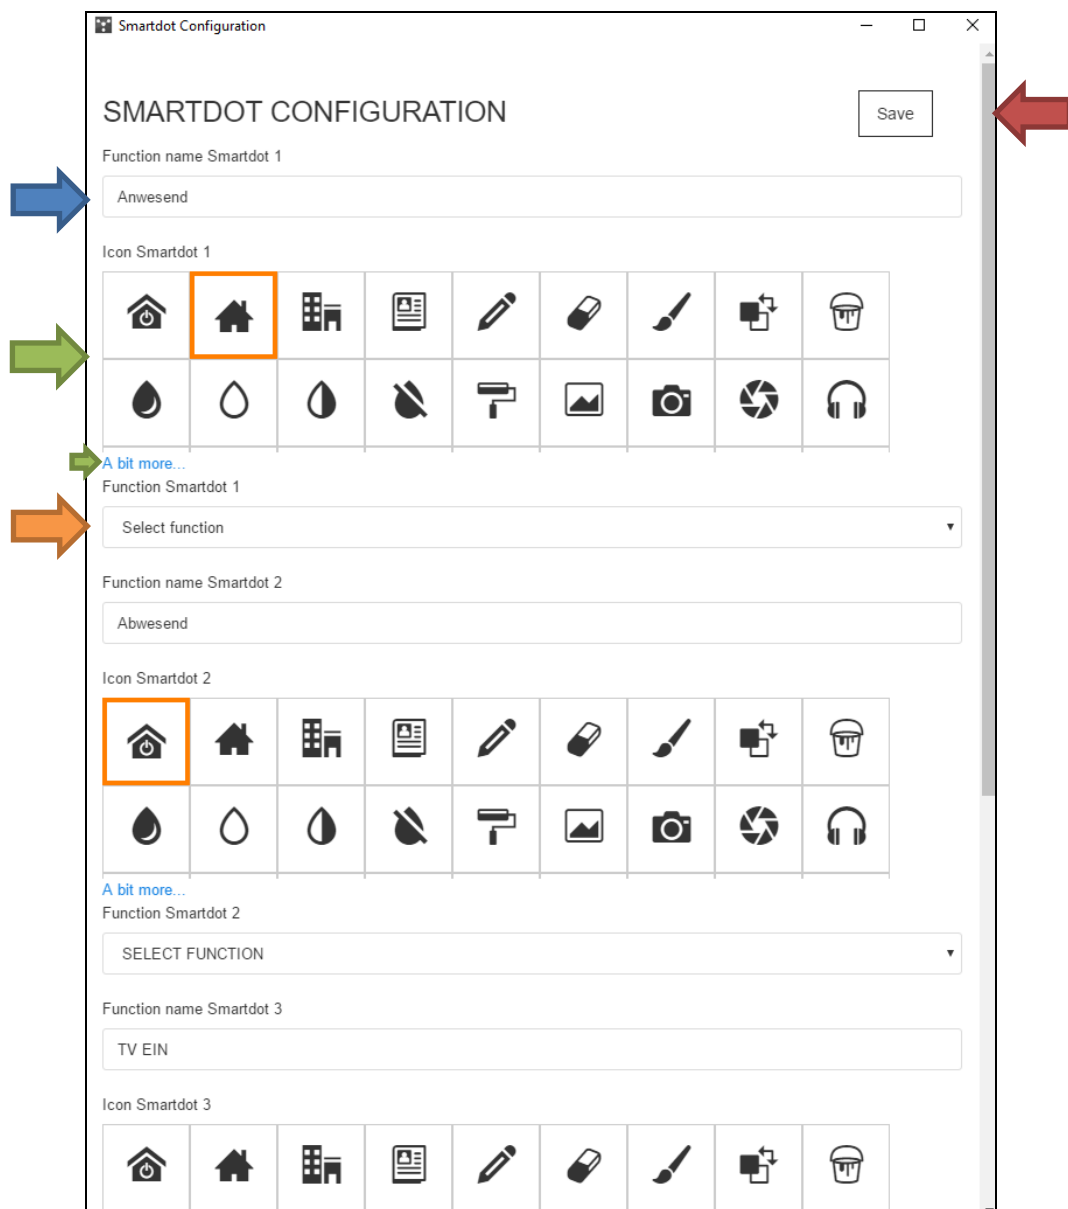 Smartdot Configuration
SMARTDOT CONFIGURATION
Save
Function name Smartdot 1
Anwesend
Icon Smartdot 1
A bit more...
Function Smartdot 1
Select function
Function name Smartdot 2
Abwesend
Icon Smartdot 2
A bit more...
Function Smartdot 2
SELECT FUNCTION
Function name Smartdot 3
TV EIN
Icon Smartdot 3